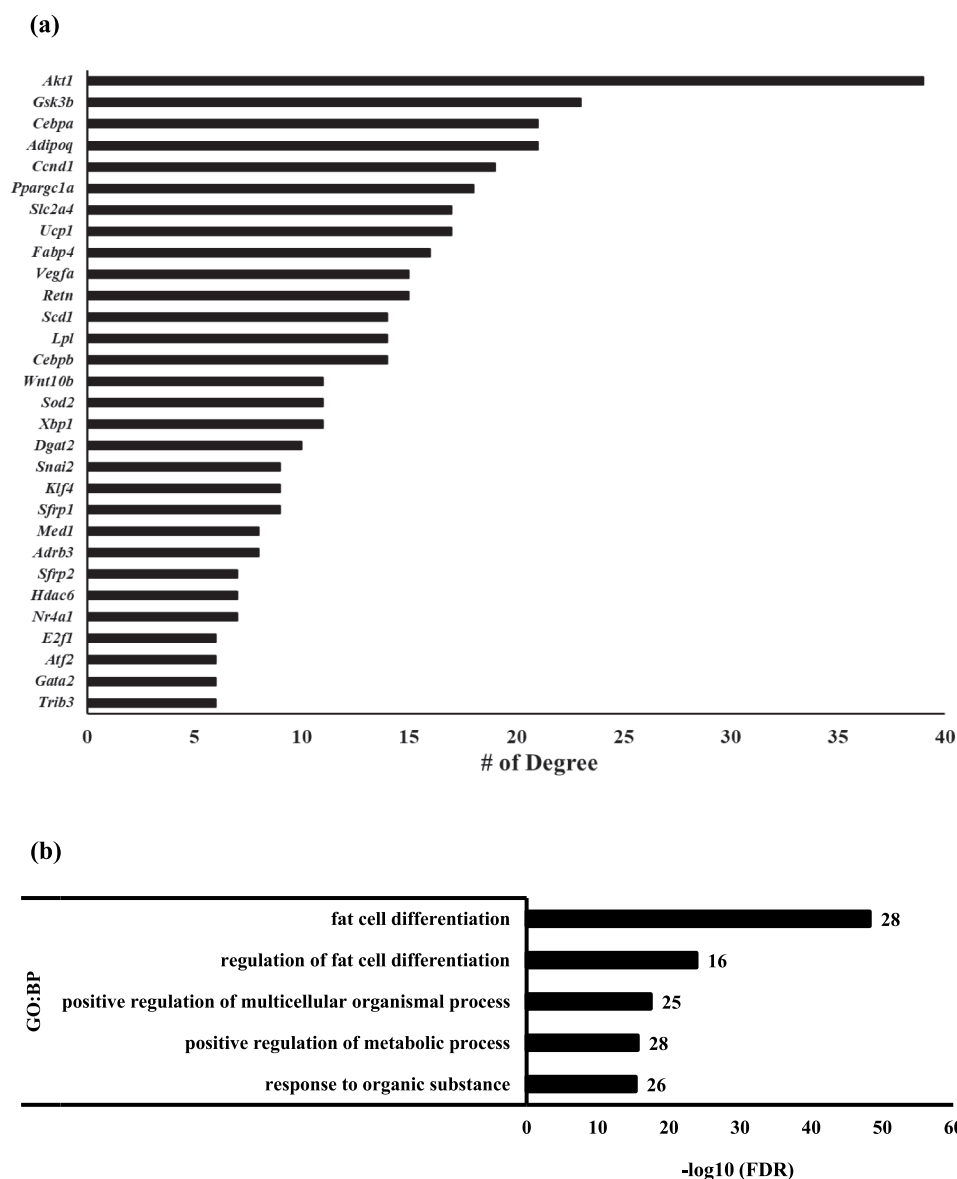 (a)
Akt1
Gsk3b
Cebpa
Adipoq
Ccnd1
Ppargc1a
Slc2a4
Ucp1
Fabp4
Vegfa
Retn
Scd1
Lpl
Cebpb
Wnt10b
Sod2
Xbp1
Dgat2
Snai2
Klf4
Sfrp1
Med1
Adrb3
Sfrp2
Hdac6
Nr4a1
E2f1
Atf2
Gata2
Trib3
0 5 10 15 20 25 30 35 40
# of Degree
(b)
GO:BP
fat cell differentiation 28
regulation of fat cell differentiation 16
positive regulation of multicellular organismal process 25
positive regulation of metabolic process 28
response to organic substance 26
0 10 20 30 40 50 60
-log10 (FDR)